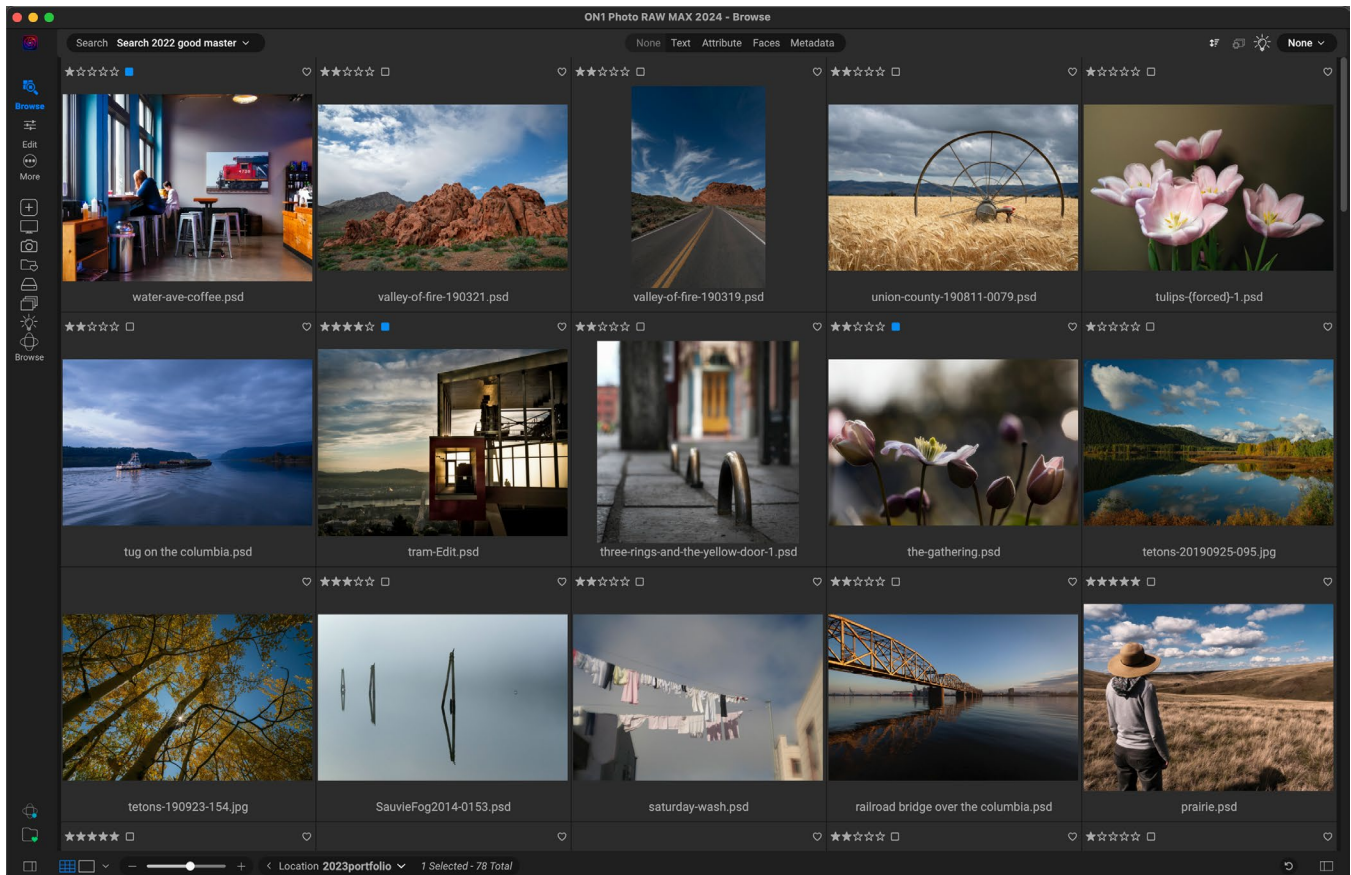 ON1 Photo RAW MAX 2024 - Browse
Search Search 2022 good master
None Text Attribute Faces Metadata
None
Browse
Edit
More
Browse
4724
water-ave-coffee.psd
valley-of-fire-190321.psd
valley-of-fire-190319.psd
union-county-190811-0079.psd
tulips-{forced}-1.psd
tug on the columbia.psd
tram-Edit.psd
three-rings-and-the-yellow-door-1.psd
the-gathering.psd
tetons-20190925-095.jpg
tetons-190923-154.jpg
SauvieFog2014-0153.psd
saturday-wash.psd
railroad bridge over the columbia.psd
prairie.psd
Location 2023portfolio
1 Selected - 78 Total